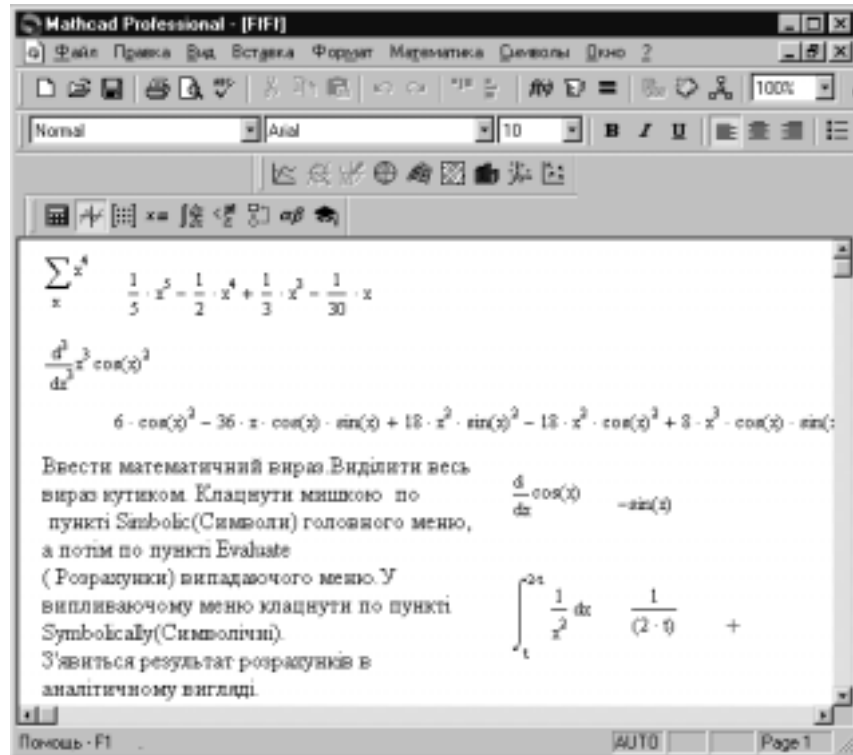 Mathcad Professional - [FIFI]
Файл Правка Вид Вставка Формат Математика Символы Окно ?
100%
Normal Arial 10 B I U
x= αβ
∑ₓ x⁴ 1/5 · x⁵ − 1/2 · x⁴ + 1/3 · x³ − 1/30 · x
d³/dx³ x³ cos(x)²
6 · cos(x)² − 36 · x · cos(x) · sin(x) + 18 · x² · sin(x)² − 18 · x² · cos(x)² + 8 · x³ · cos(x) · sin(
Ввести математичний вираз.Виділити весь
вираз кутиком. Клацнути мишкою по
пункті Simbolic(Символи) головного меню,
а потім по пункті Evaluate
( Розрахунки) випадаючого меню.У
випливаючому меню клацнути по пункті
Symbolically(Символічні).
З'явиться результат розрахунків в
аналітичному вигляді.
d/dx cos(x) −sin(x)
∫ₜ²·ᵗ 1/x² dx 1/(2 · t) +
Помощь - F1 AUTO Page 1